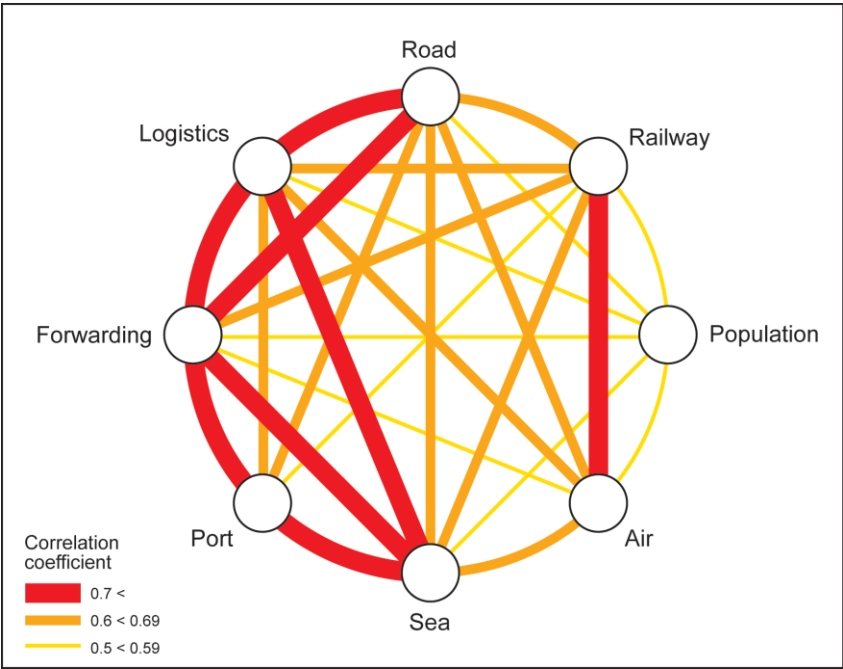 Road
Logistics
Railway
Forwarding
Population
Port
Air
Sea
Correlation
coefficient
0.7 <
0.6 < 0.69
0.5 < 0.59